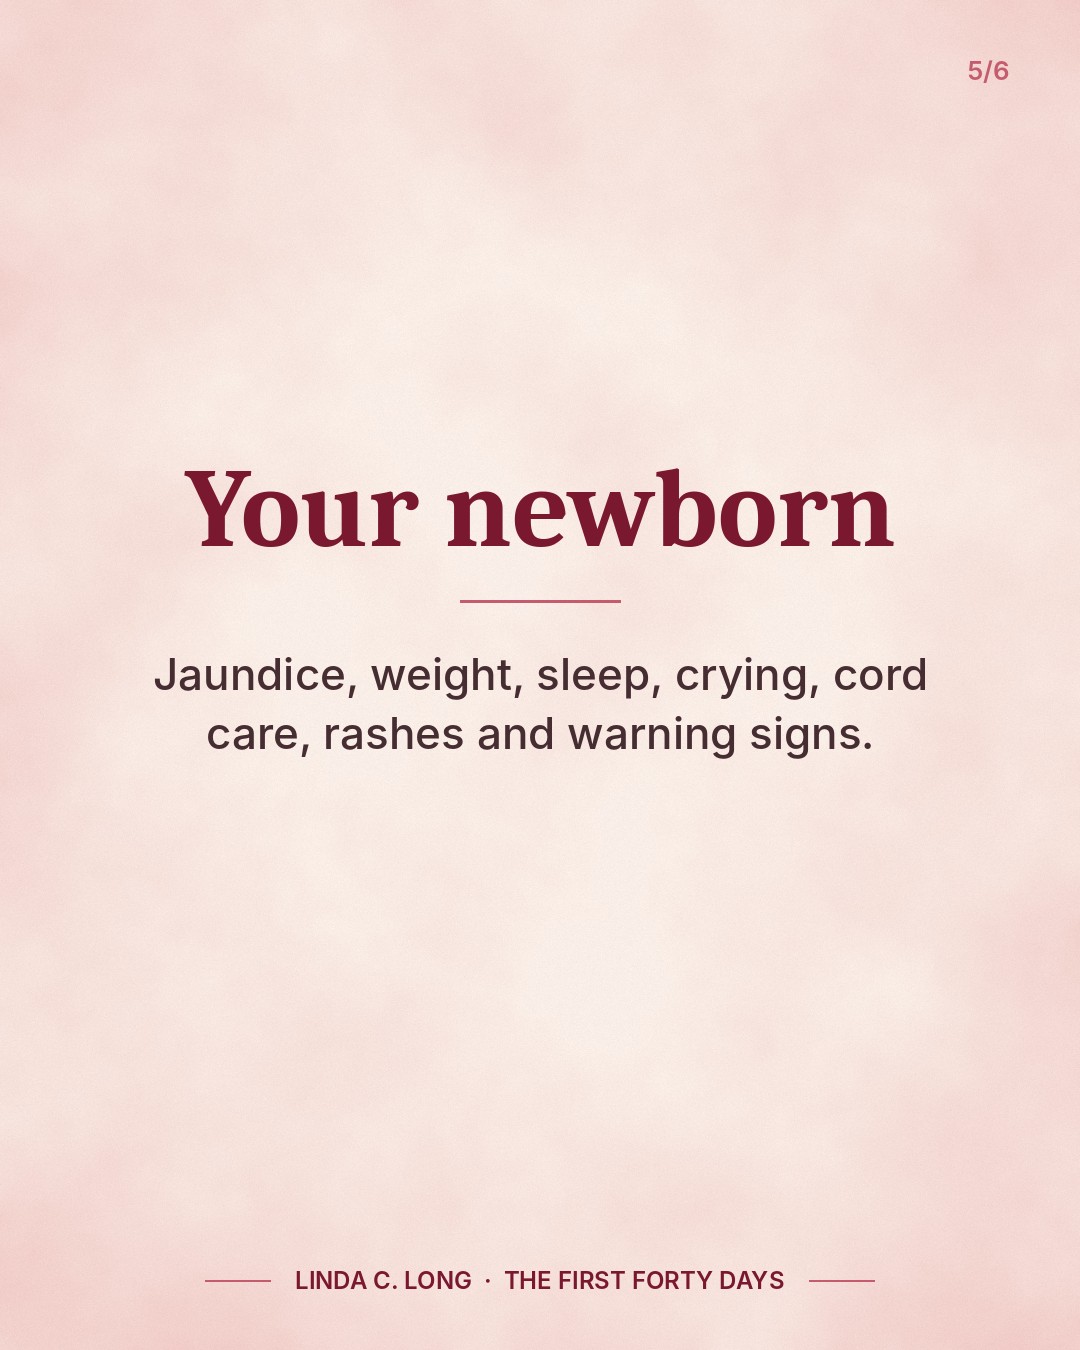 5/6
Your newborn
Jaundice, weight, sleep, crying, cord
care, rashes and warning signs.
LINDA C. LONG · THE FIRST FORTY DAYS